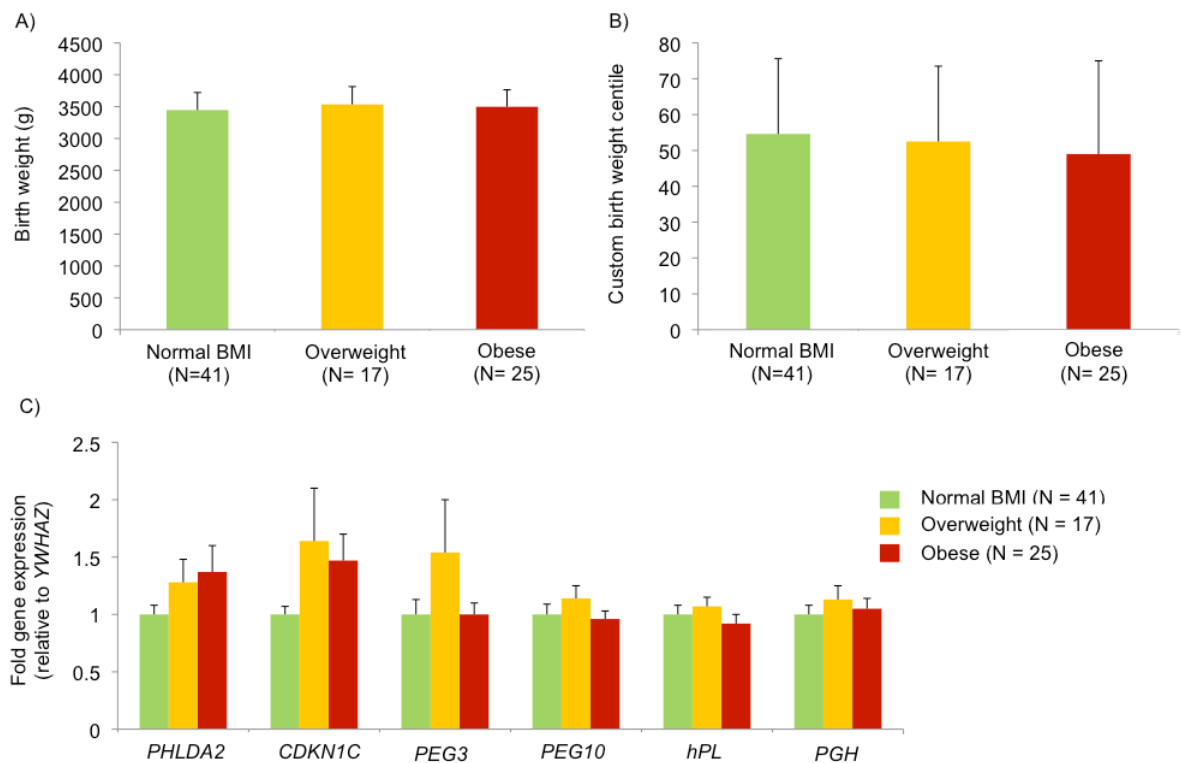 A)
4500
4000
3500
3000
2500
2000
1500
1000
500
0
Birth weight (g)
Normal BMI
(N=41)
Overweight
(N= 17)
Obese
(N= 25)
B)
80
70
60
50
40
30
20
10
0
Custom birth weight centile
Normal BMI
(N=41)
Overweight
(N= 17)
Obese
(N= 25)
C)
2.5
2
1.5
1
0.5
0
Fold gene expression
(relative to YWHAZ)
PHLDA2
CDKN1C
PEG3
PEG10
hPL
PGH
Normal BMI (N = 41)
Overweight (N = 17)
Obese (N = 25)